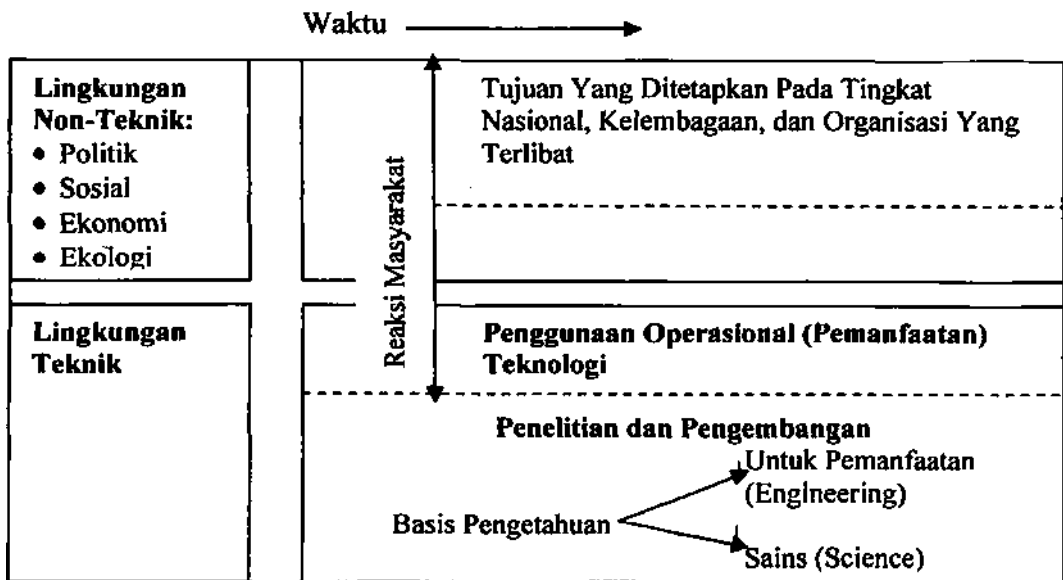 Waktu
Lingkungan
Non-Teknik:
• Politik
• Sosial
• Ekonomi
• Ekologi
Tujuan Yang Ditetapkan Pada Tingkat
Nasional, Kelembagaan, dan Organisasi Yang
Terlibat
Reaksi Masyarakat
Lingkungan
Teknik
Penggunaan Operasional (Pemanfaatan)
Teknologi
Penelitian dan Pengembangan
Untuk Pemanfaatan
(Engineering)
Basis Pengetahuan
Sains (Science)